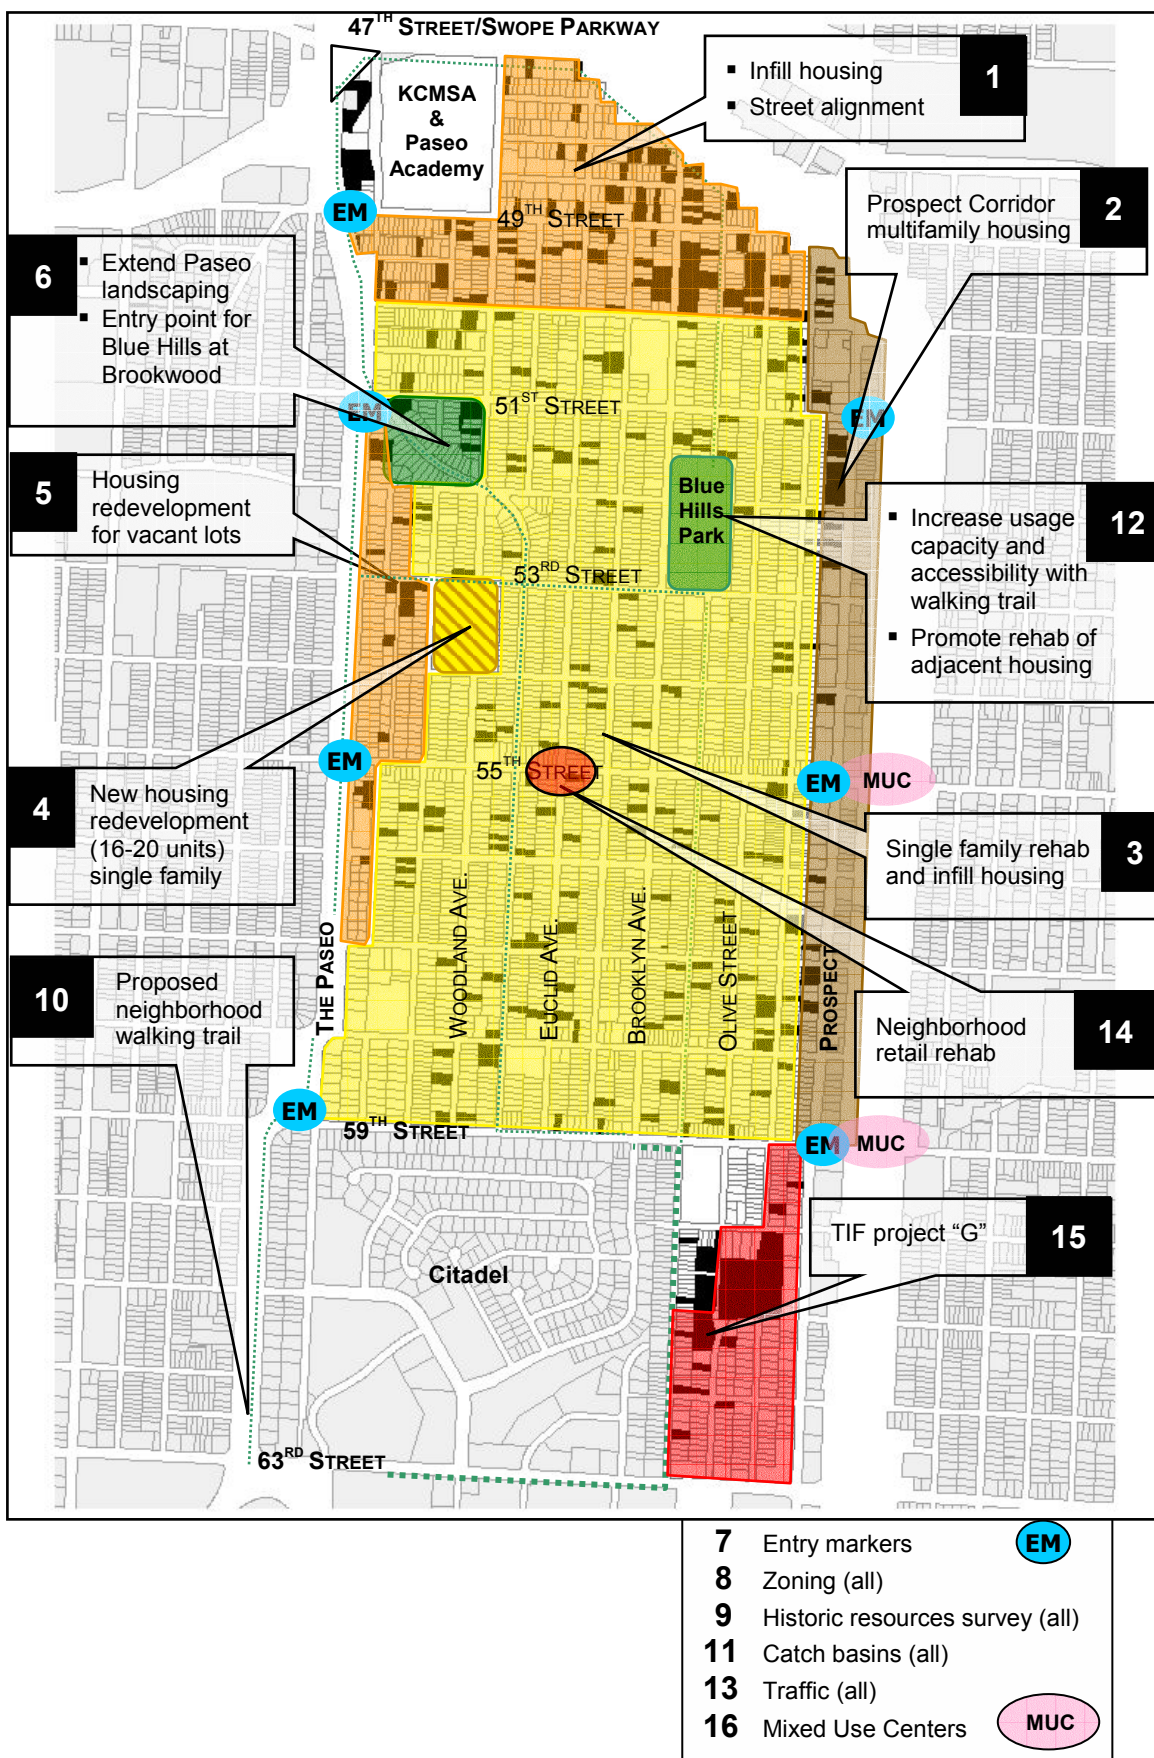 47TH STREET/SWOPE PARKWAY
KCMSA
&
Paseo
Academy
▪ Infill housing
▪ Street alignment
1
EM
49TH STREET
Prospect Corridor
multifamily housing
2
6
▪ Extend Paseo
landscaping
▪ Entry point for
Blue Hills at
Brookwood
EM
51ST STREET
EM
5
Housing
redevelopment
for vacant lots
Blue
Hills
Park
▪ Increase usage
capacity and
accessibility with
walking trail
▪ Promote rehab of
adjacent housing
12
53RD STREET
EM
55TH STREET
EM
MUC
4
New housing
redevelopment
(16-20 units)
single family
Single family rehab
and infill housing
3
THE PASEO
WOODLAND AVE.
EUCLID AVE.
BROOKLYN AVE.
OLIVE STREET
PROSPECT
10
Proposed
neighborhood
walking trail
Neighborhood
retail rehab
14
EM
59TH STREET
EM
MUC
TIF project “G”
15
Citadel
63RD STREET
7 Entry markers EM
8 Zoning (all)
9 Historic resources survey (all)
11 Catch basins (all)
13 Traffic (all)
16 Mixed Use Centers MUC